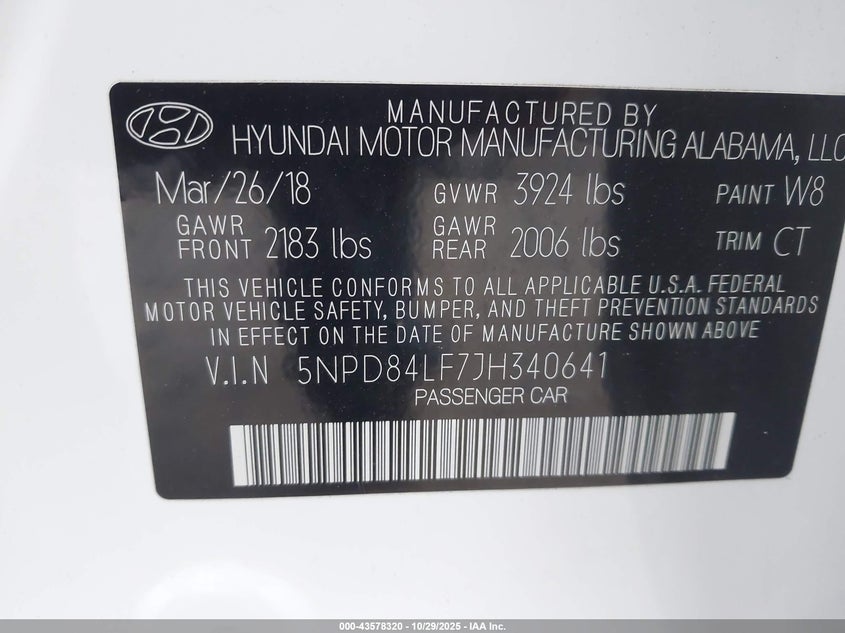 MANUFACTURED BY
HYUNDAI MOTOR MANUFACTURING ALABAMA, LLC
Mar/26/18 GVWR 3924 lbs PAINT W8
GAWR FRONT 2183 lbs GAWR REAR 2006 lbs TRIM CT
THIS VEHICLE CONFORMS TO ALL APPLICABLE U.S.A. FEDERAL
MOTOR VEHICLE SAFETY, BUMPER, AND THEFT PREVENTION STANDARDS
IN EFFECT ON THE DATE OF MANUFACTURE SHOWN ABOVE
V.I.N 5NPD84LF7JH340641
PASSENGER CAR
000-43578320 | 10/29/2025 - IAA Inc.